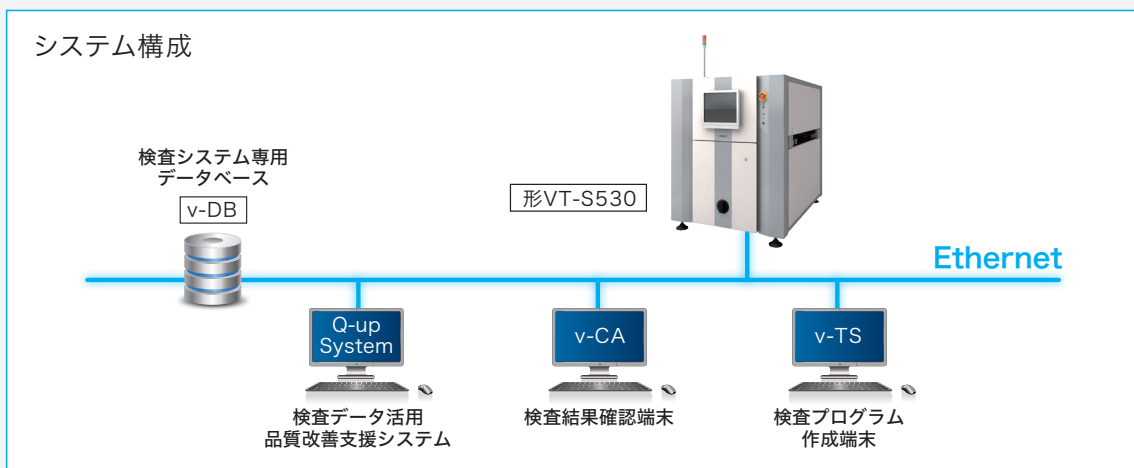 システム構成
検査システム専用
データベース
v-DB
形VT-S530
Ethernet
Q-up
System
v-CA
v-TS
検査データ活用
品質改善支援システム
検査結果確認端末
検査プログラム
作成端末